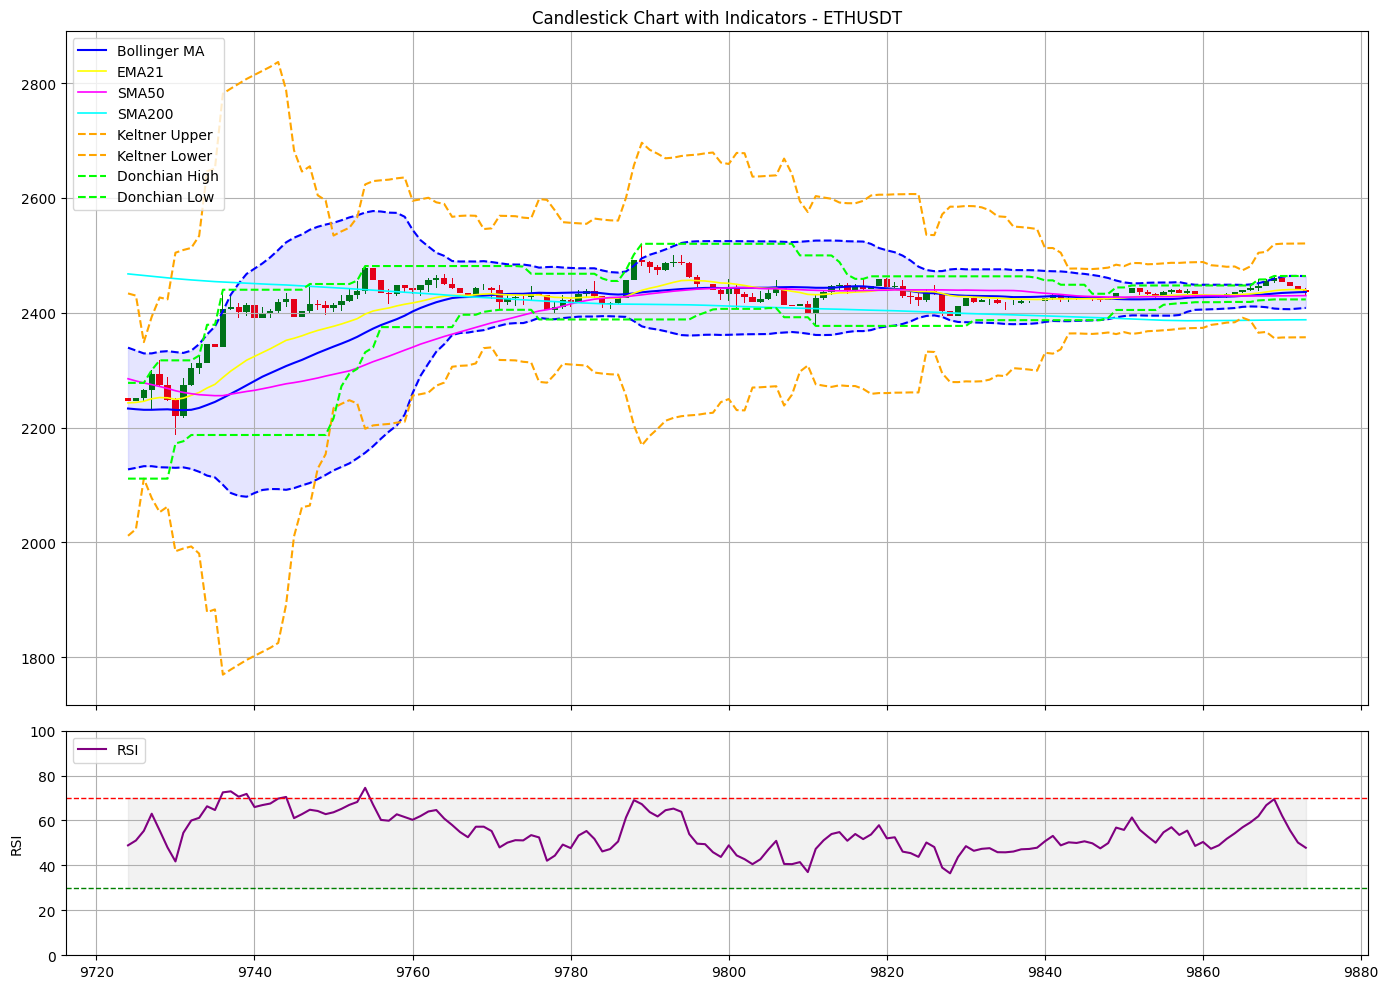 Candlestick Chart with Indicators - ETHUSDT
Bollinger MA
EMA21
SMA50
SMA200
Keltner Upper
Keltner Lower
Donchian High
Donchian Low
2800
2600
2400
2200
2000
1800
RSI
100
80
60
40
20
0
RSI
9720
9740
9760
9780
9800
9820
9840
9860
9880